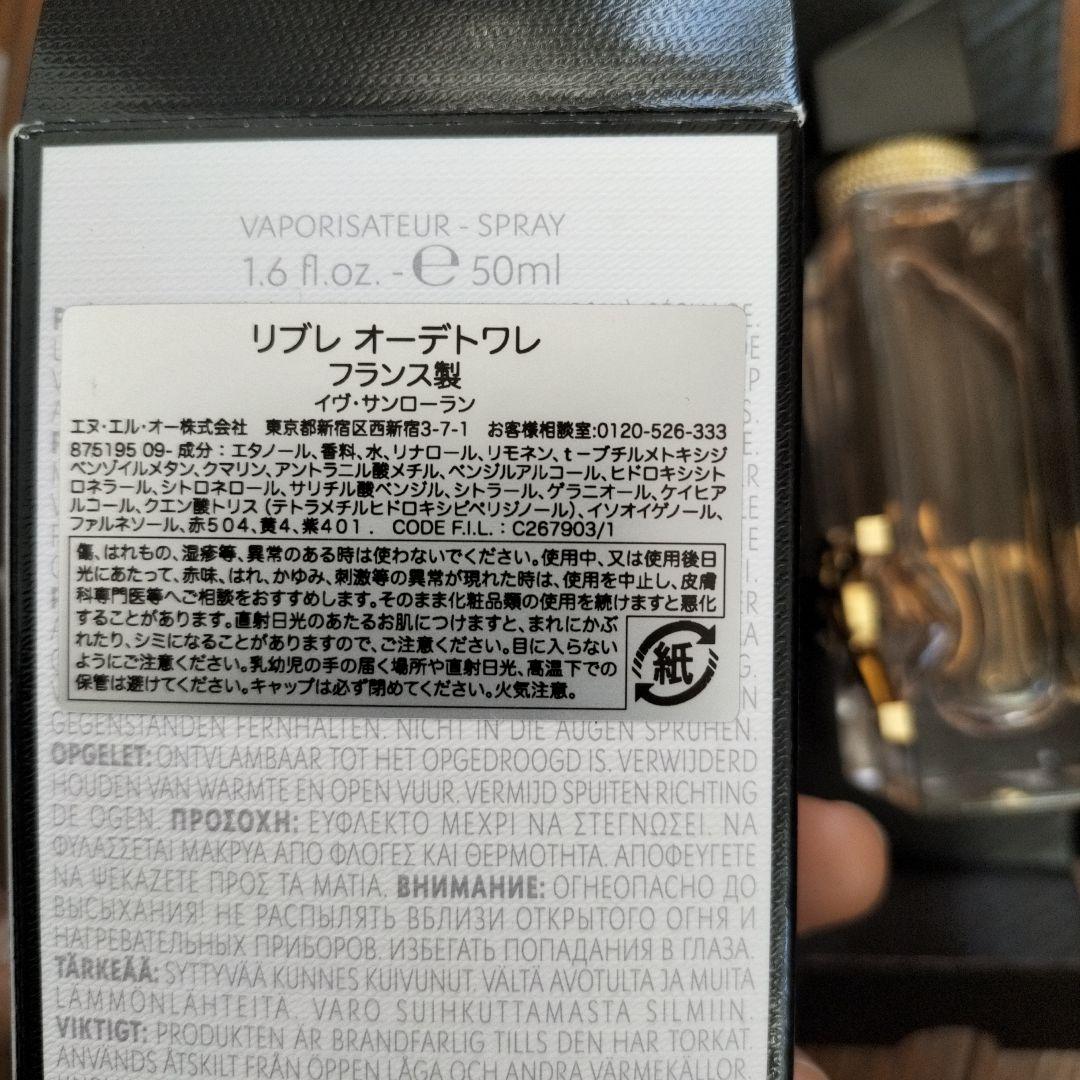 VAPORISATEUR - SPRAY
1.6 fl.oz. - ℮ 50ml
リブレ オーデトワレ
フランス製
イヴ・サンローラン
エヌ・エル・オー株式会社 東京都新宿区西新宿3-7-1 お客様相談室:0120-526-333
875195 09- 成分：エタノール、香料、水、リナロール、リモネン、t－ブチルメトキシジ
ベンゾイルメタン、クマリン、アントラニル酸メチル、ベンジルアルコール、ヒドロキシシト
ロネラール、シトロネロール、サリチル酸ベンジル、シトラール、ゲラニオール、ケイヒア
ルコール、クエン酸トリス（テトラメチルヒドロキシピペリジノール）、イソオイゲノール、
ファルネソール、赤504、黄4、紫401． CODE F.I.L.：C267903/1
傷、はれもの、湿疹等、異常のある時は使わないでください。使用中、又は使用後日
光にあたって、赤味、はれ、かゆみ、刺激等の異常が現れた時は、使用を中止し、皮膚
科専門医等へご相談をおすすめします。そのまま化粧品類の使用を続けますと悪化
することがあります。直射日光のあたるお肌につけますと、まれにかぶ
れたり、シミになることがありますので、ご注意ください。目に入らない
ようにご注意ください。乳幼児の手の届く場所や直射日光、高温下での
保管は避けてください。キャップは必ず閉めてください。火気注意。
紙
GEGENSTÄNDEN FERNHALTEN. NICHT IN DIE AUGEN SPRÜHEN.
OPGELET: ONTVLAMBAAR TOT HET OPGEDROOGD IS. VERWIJDERD
HOUDEN VAN WARMTE EN OPEN VUUR. VERMIJD SPUITEN RICHTING
DE OGEN. ΠΡΟΣΟΧΗ: ΕΥΦΛΕΚΤΟ ΜΕΧΡΙ ΝΑ ΣΤΕΓΝΩΣΕΙ. ΝΑ
ΦΥΛΑΣΣΕΤΑΙ ΜΑΚΡΥΑ ΑΠΟ ΦΛΟΓΕΣ ΚΑΙ ΘΕΡΜΟΤΗΤΑ. ΑΠΟΦΕΥΓΕΤΕ
ΝΑ ΨΕΚΑΖΕΤΕ ΠΡΟΣ ΤΑ ΜΑΤΙΑ. ВНИМАНИЕ: ОГНЕОПАСНО ДО
ВЫСЫХАНИЯ! НЕ РАСПЫЛЯТЬ ВБЛИЗИ ОТКРЫТОГО ОГНЯ И
НАГРЕВАТЕЛЬНЫХ ПРИБОРОВ. ИЗБЕГАТЬ ПОПАДАНИЯ В ГЛАЗА.
TÄRKEÄÄ: SYTTYVÄÄ KUNNES KUIVUNUT. VÄLTÄ AVOTULTA JA MUITA
LÄMMÖNLÄHTEITÄ. VARO SUIHKUTTAMASTA SILMIIN.
VIKTIGT: PRODUKTEN ÄR BRANDFARLIG TILLS DEN HAR TORKAT.
ANVÄNDS ÅTSKILT FRÅN ÖPPEN LÅGA OCH ANDRA VÄRMEKÄLLOR.